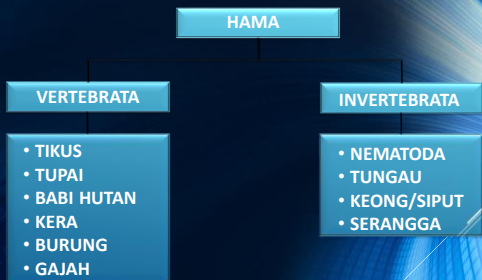 HAMA
VERTEBRATA
• TIKUS
• TUPAI
• BABI HUTAN
• KERA
• BURUNG
• GAJAH
INVERTEBRATA
• NEMATODA
• TUNGAU
• KEONG/SIPUT
• SERANGGA